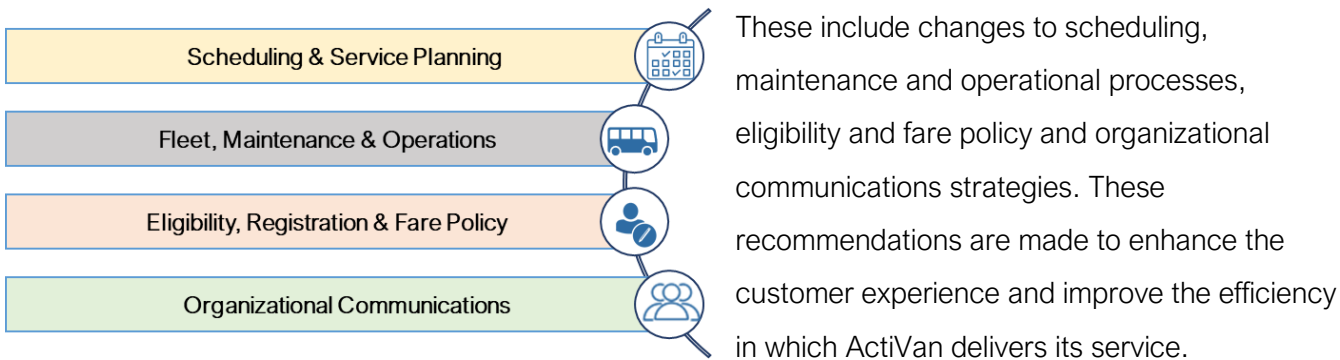 Scheduling & Service Planning
Fleet, Maintenance & Operations
Eligibility, Registration & Fare Policy
Organizational Communications
These include changes to scheduling,
maintenance and operational processes,
eligibility and fare policy and organizational
communications strategies. These
recommendations are made to enhance the
customer experience and improve the efficiency
in which ActiVan delivers its service.